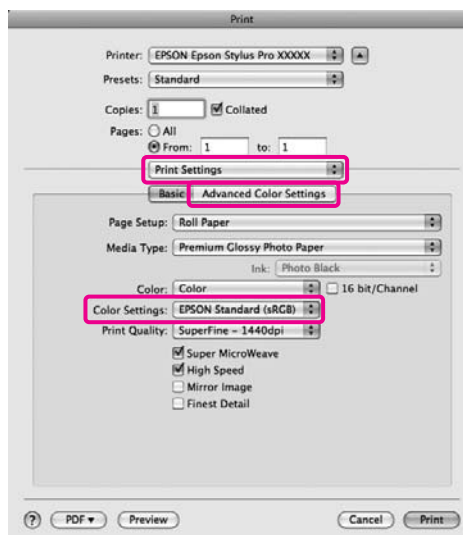 Print
Printer: EPSON Epson Stylus Pro XXXXX
Presets: Standard
Copies: 1 Collated
Pages: All
From: 1 to: 1
Print Settings
Basic Advanced Color Settings
Page Setup: Roll Paper
Media Type: Premium Glossy Photo Paper
Ink: Photo Black
Color: Color 16 bit/Channel
Color Settings: EPSON Standard (sRGB)
Print Quality: SuperFine - 1440dpi
Super MicroWeave
High Speed
Mirror Image
Finest Detail
? PDF Preview Cancel Print